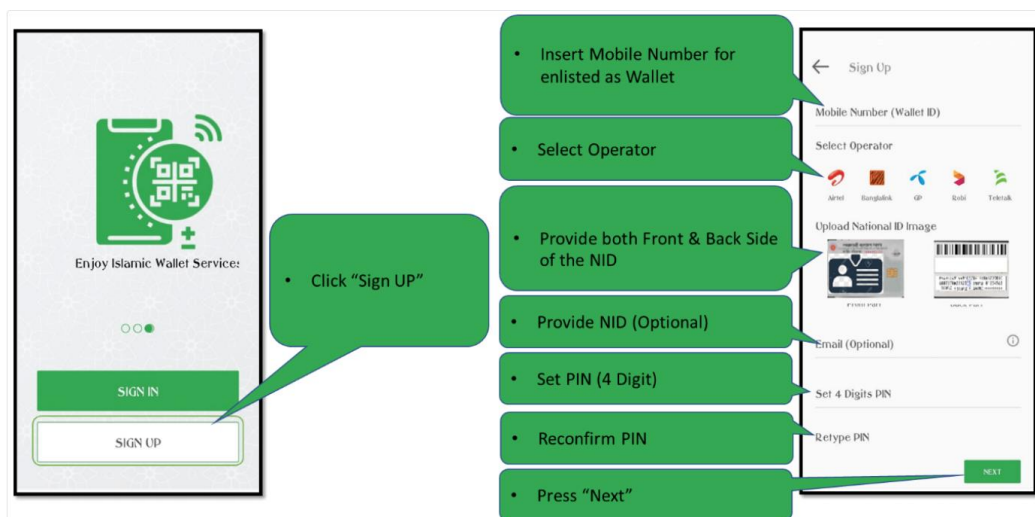 Enjoy Islamic Wallet Services
SIGN IN
SIGN UP
• Click “Sign UP”
• Insert Mobile Number for
enlisted as Wallet
• Select Operator
• Provide both Front & Back Side
of the NID
• Provide NID (Optional)
• Set PIN (4 Digit)
• Reconfirm PIN
• Press “Next”
Sign Up
Mobile Number (Wallet ID)
Select Operator
Airtel Banglalink GP Robi Teletalk
Upload National ID Image
Email (Optional)
Set 4 Digits PIN
Retype PIN
NEXT